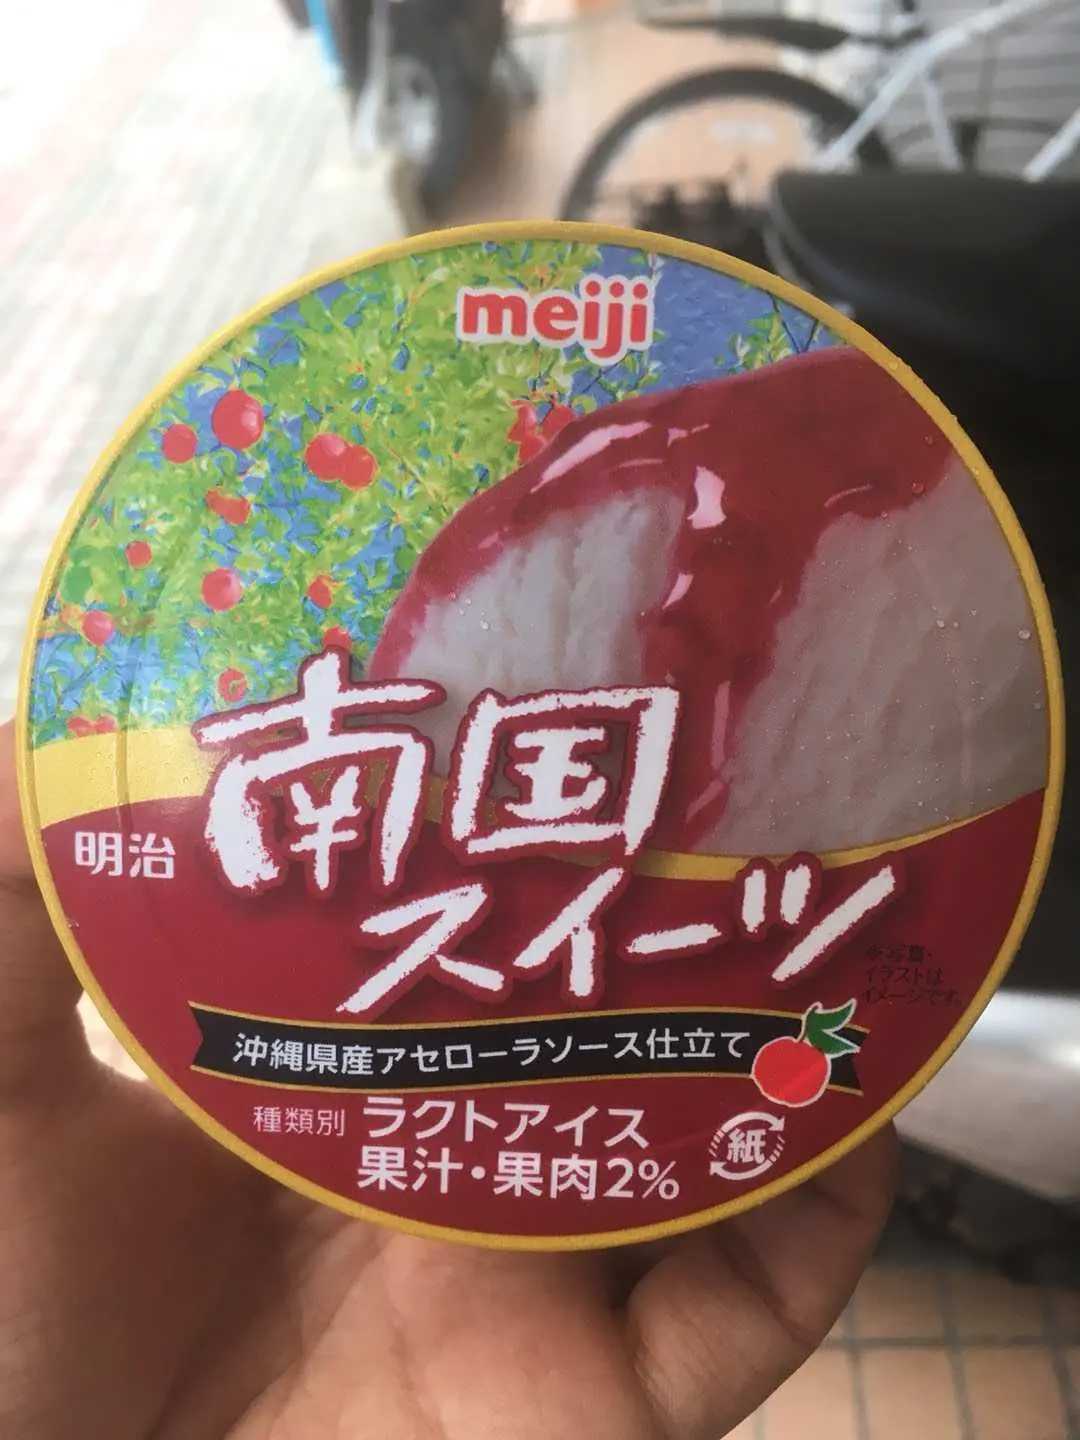 meiji
明治
南国
スイーツ
※写真・
イラストは
イメージです。
沖縄県産アセローラソース仕立て
種類別 ラクトアイス
果汁・果肉2%
紙